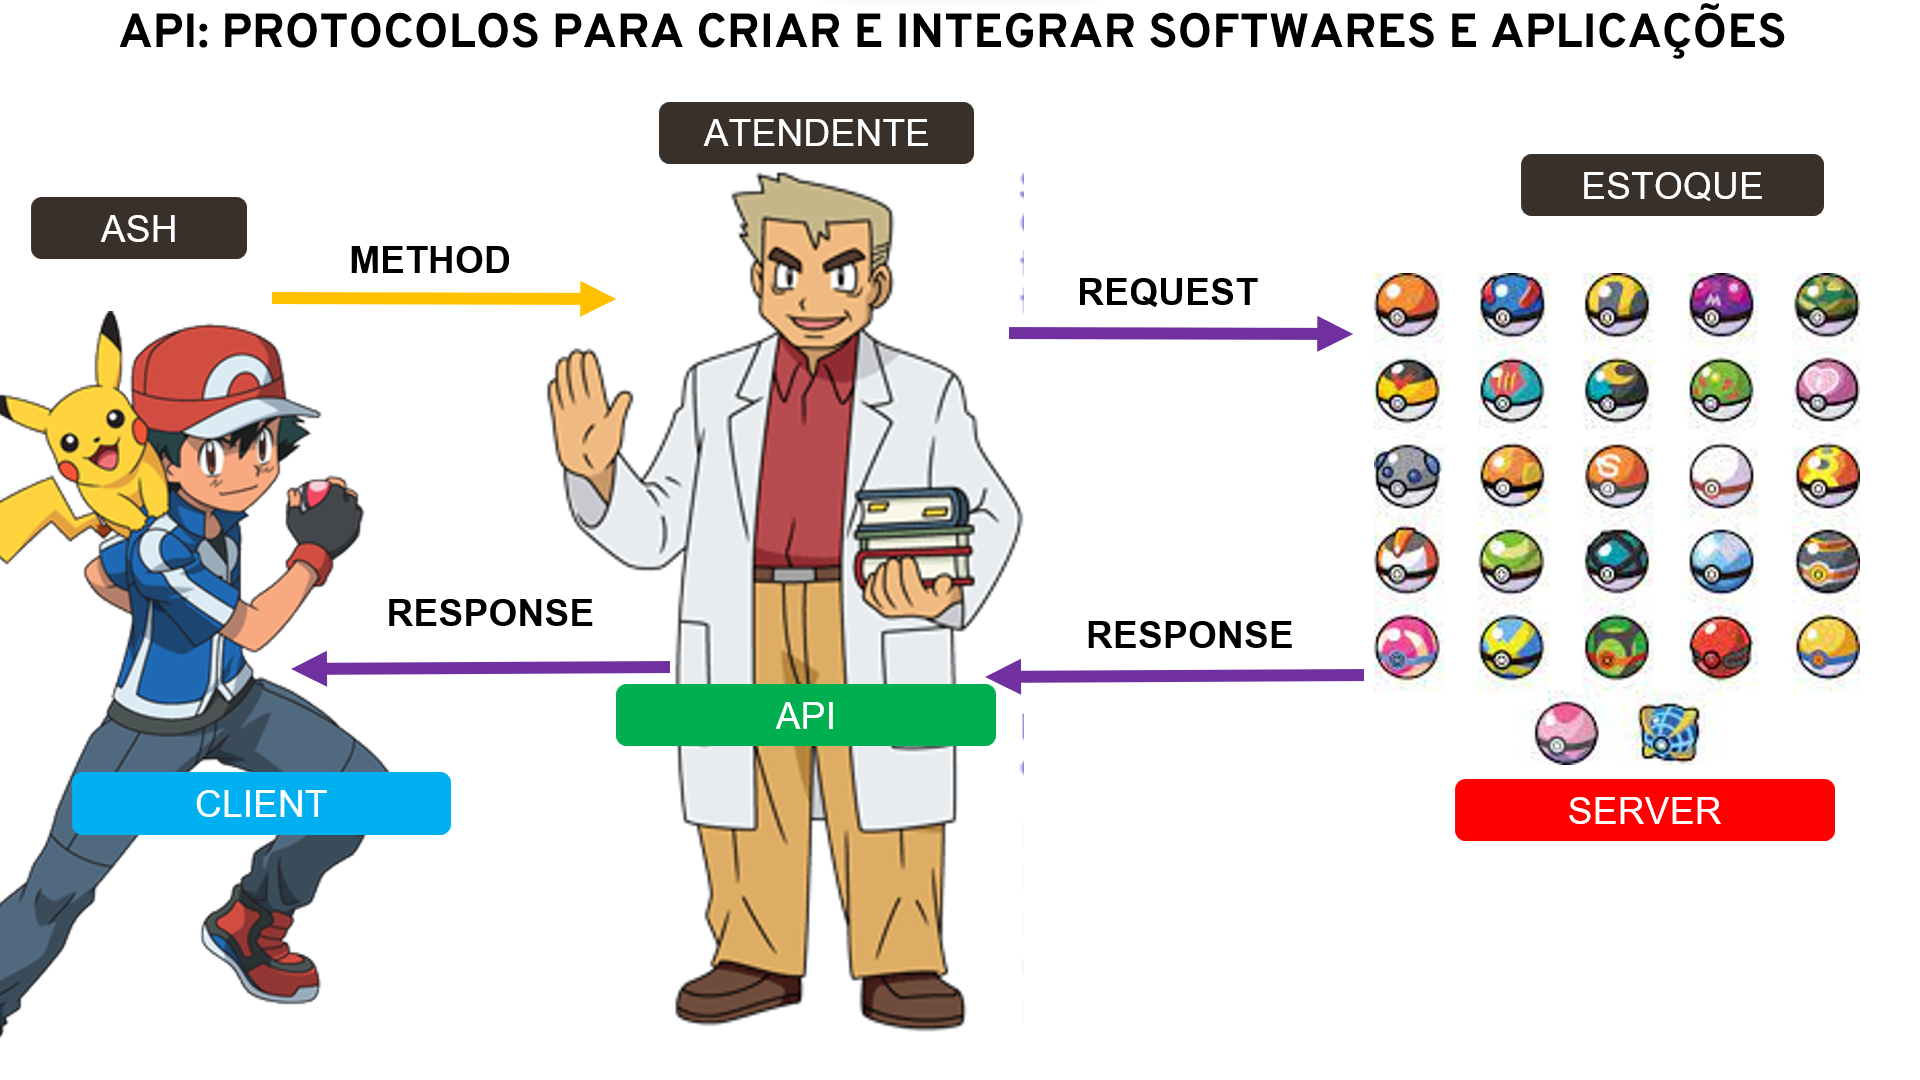 API: PROTOCOLOS PARA CRIAR E INTEGRAR SOFTWARES E APLICAÇÕES
ATENDENTE
ESTOQUE
ASH
METHOD
REQUEST
RESPONSE
RESPONSE
API
CLIENT
SERVER